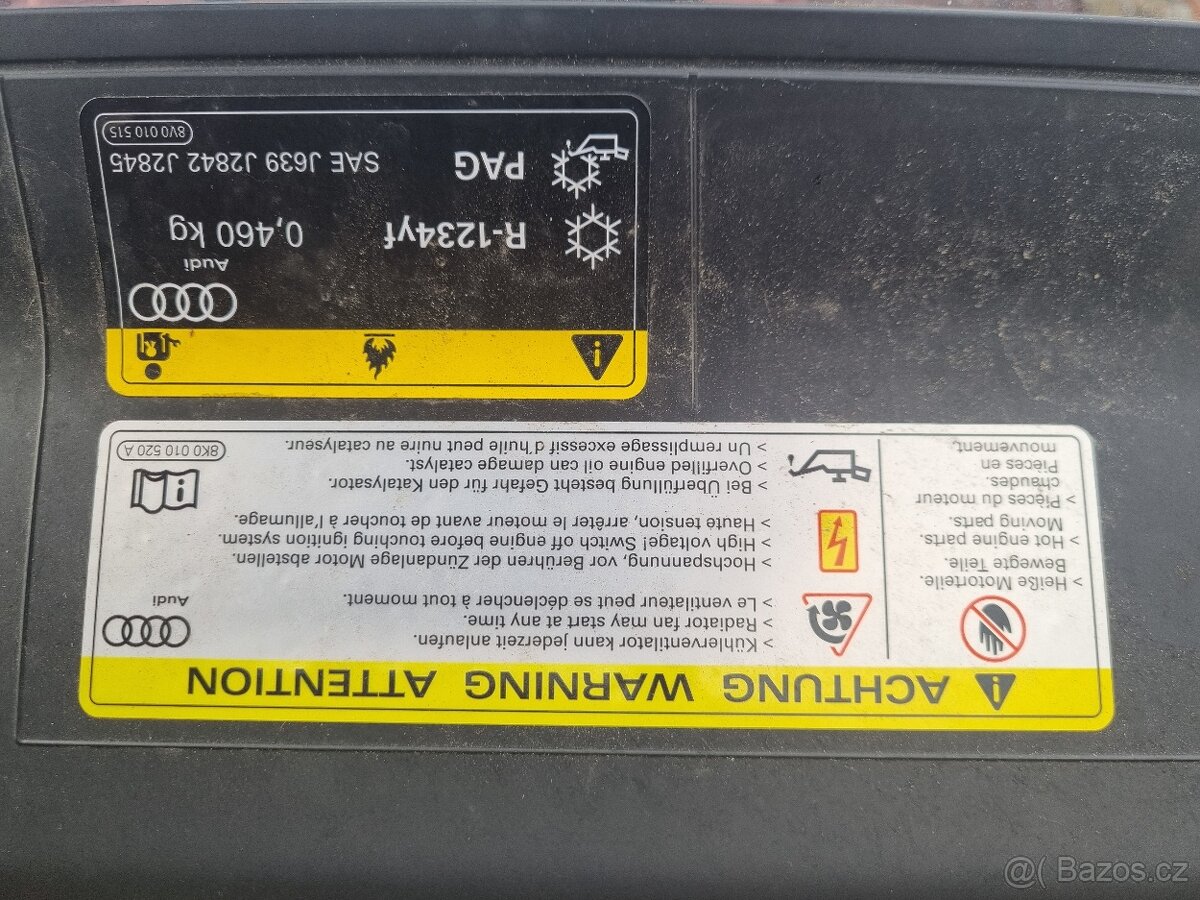 ACHTUNG WARNING ATTENTION
> Heiße Motorteile.
Bewegte Teile.
> Hot engine parts.
Moving parts.
> Pièces du moteur
chaudes.
Pièces en
mouvement.
> Kühlerventilator kann jederzeit anlaufen.
> Radiator fan may start at any time.
> Le ventilateur peut se déclencher à tout moment.
> Hochspannung, vor Berühren der Zündanlage Motor abstellen.
> High voltage! Switch off engine before touching ignition system.
> Haute tension, arrêter le moteur avant de toucher à l'allumage.
> Bei Überfüllung besteht Gefahr für den Katalysator.
> Overfilled engine oil can damage catalyst.
> Un remplissage excessif d'huile peut nuire au catalyseur.
Audi
8K0 010 520 A
Audi
R-1234yf 0,460 kg
PAG SAE J639 J2842 J2845
8V0 010 515
@( Bazos.cz